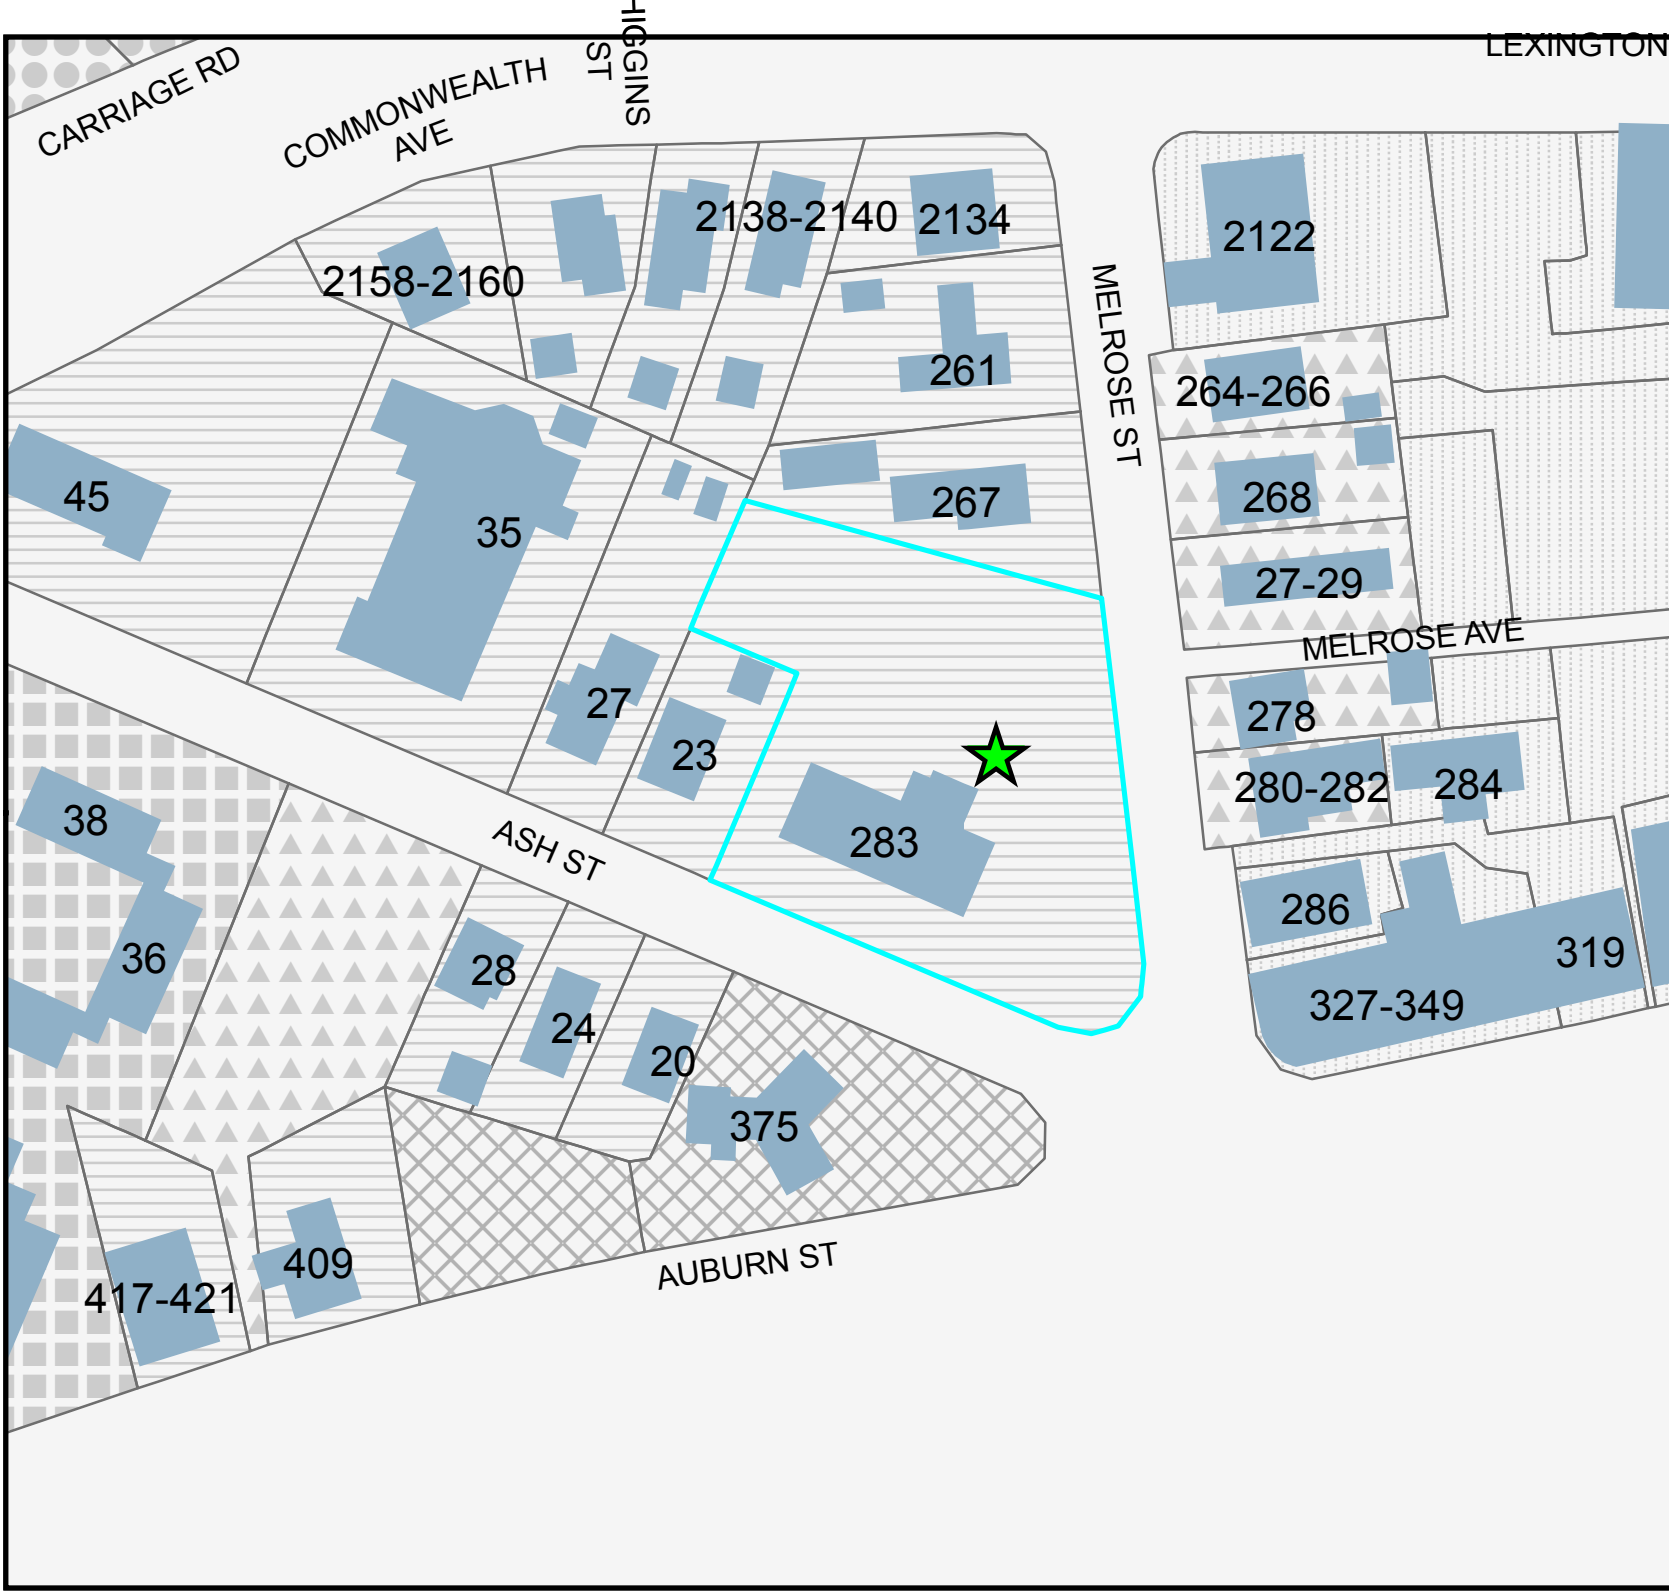 HIGGINS
ST
LEXINGTON
CARRIAGE RD
COMMONWEALTH
AVE
2138-2140
2134
2122
2158-2160
MELROSE ST
261
264-266
45
35
267
268
27-29
MELROSE AVE
27
278
23
280-282
284
38
ASH ST
283
286
36
28
319
24
327-349
20
375
AUBURN ST
409
417-421